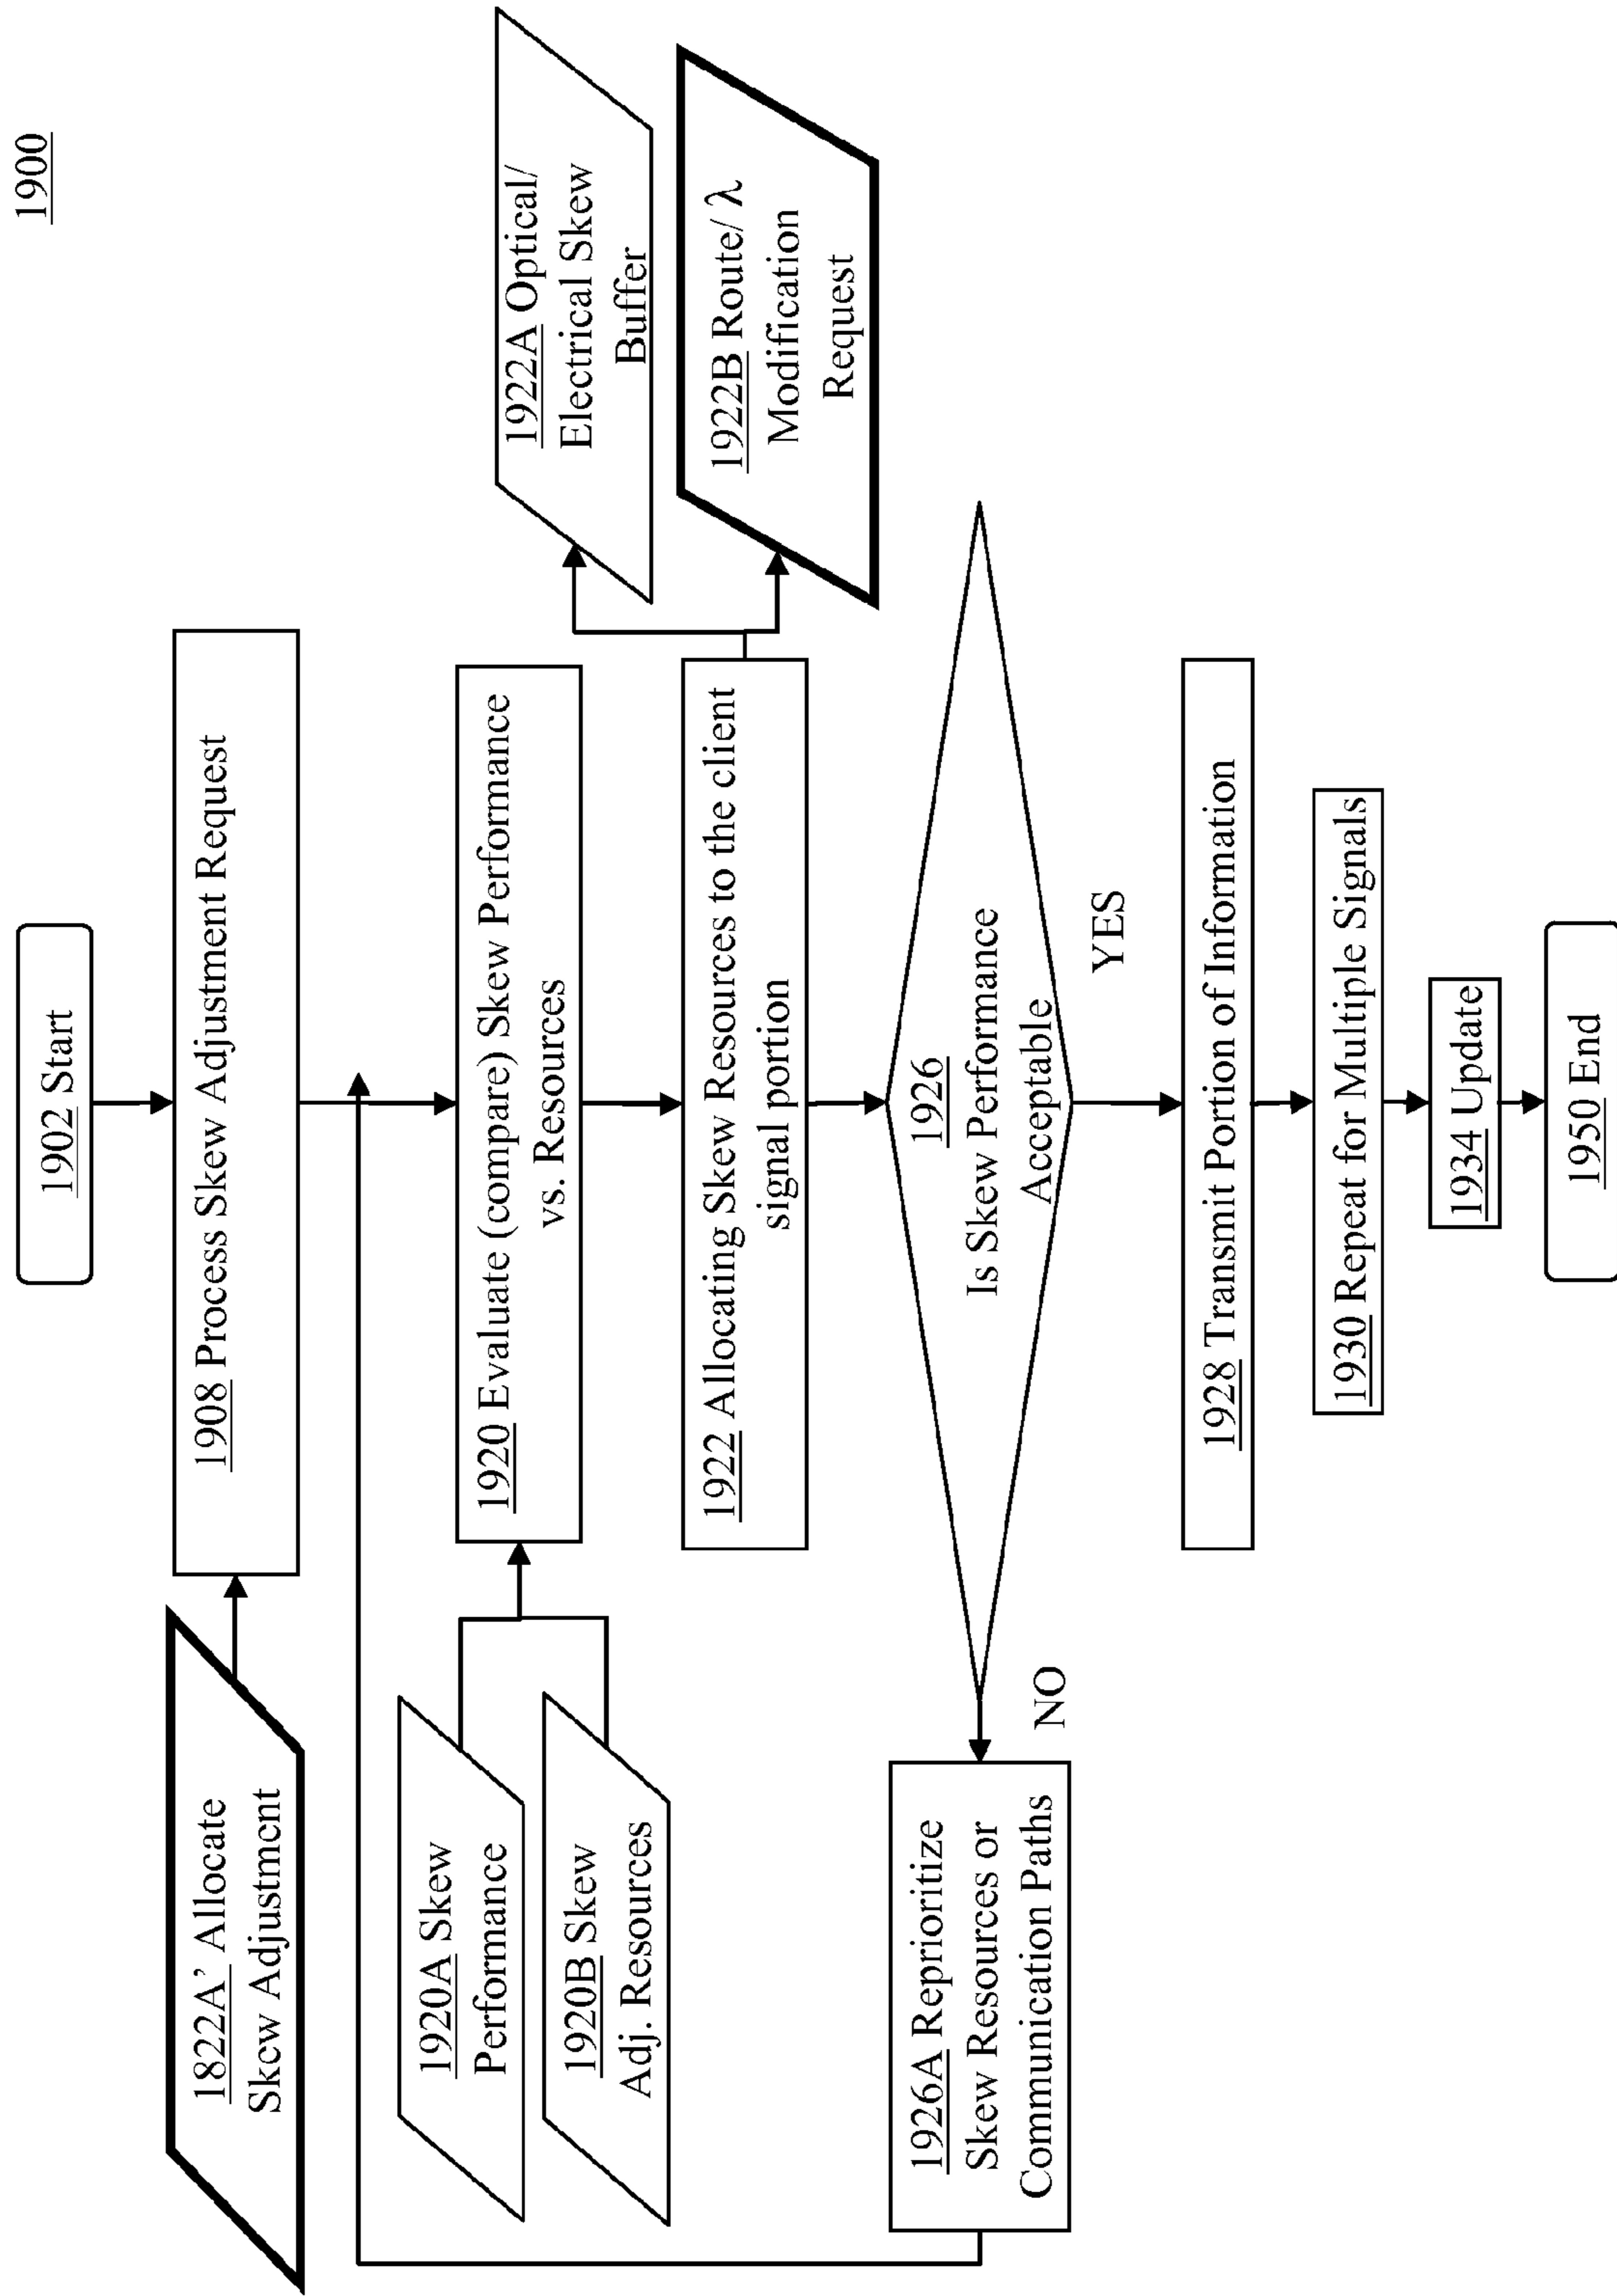 1900
1902 Start
1822A' Allocate
Skew Adjustment
1908 Process Skew Adjustment Request
1920A Skew
Performance
1920B Skew
Adj. Resources
1920 Evaluate (compare) Skew Performance
vs. Resources
1922 Allocating Skew Resources to the client
signal portion
1922A Optical/
Electrical Skew
Buffer
1922B Route/ λ
Modification
Request
1926
Is Skew Performance
Acceptable
NO
YES
1926A Reprioritize
Skew Resources or
Communication Paths
1928 Transmit Portion of Information
1930 Repeat for Multiple Signals
1934 Update
1950 End